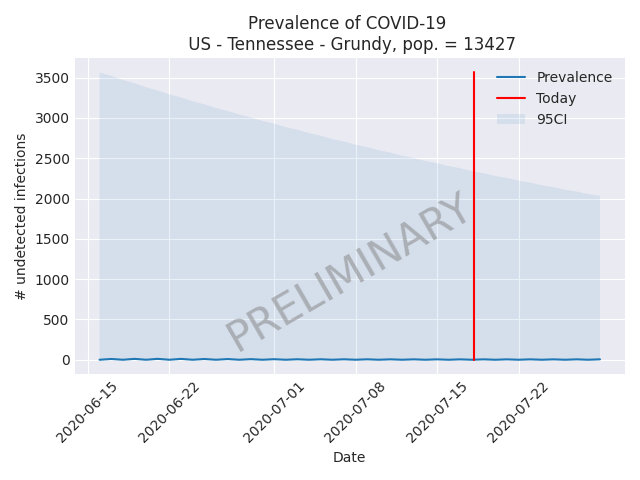 Prevalence of COVID-19
US - Tennessee - Grundy, pop. = 13427
# undetected infections
3500
3000
2500
2000
1500
1000
500
0
Prevalence
Today
95CI
PRELIMINARY
2020-06-15
2020-06-22
2020-07-01
2020-07-08
2020-07-15
2020-07-22
Date